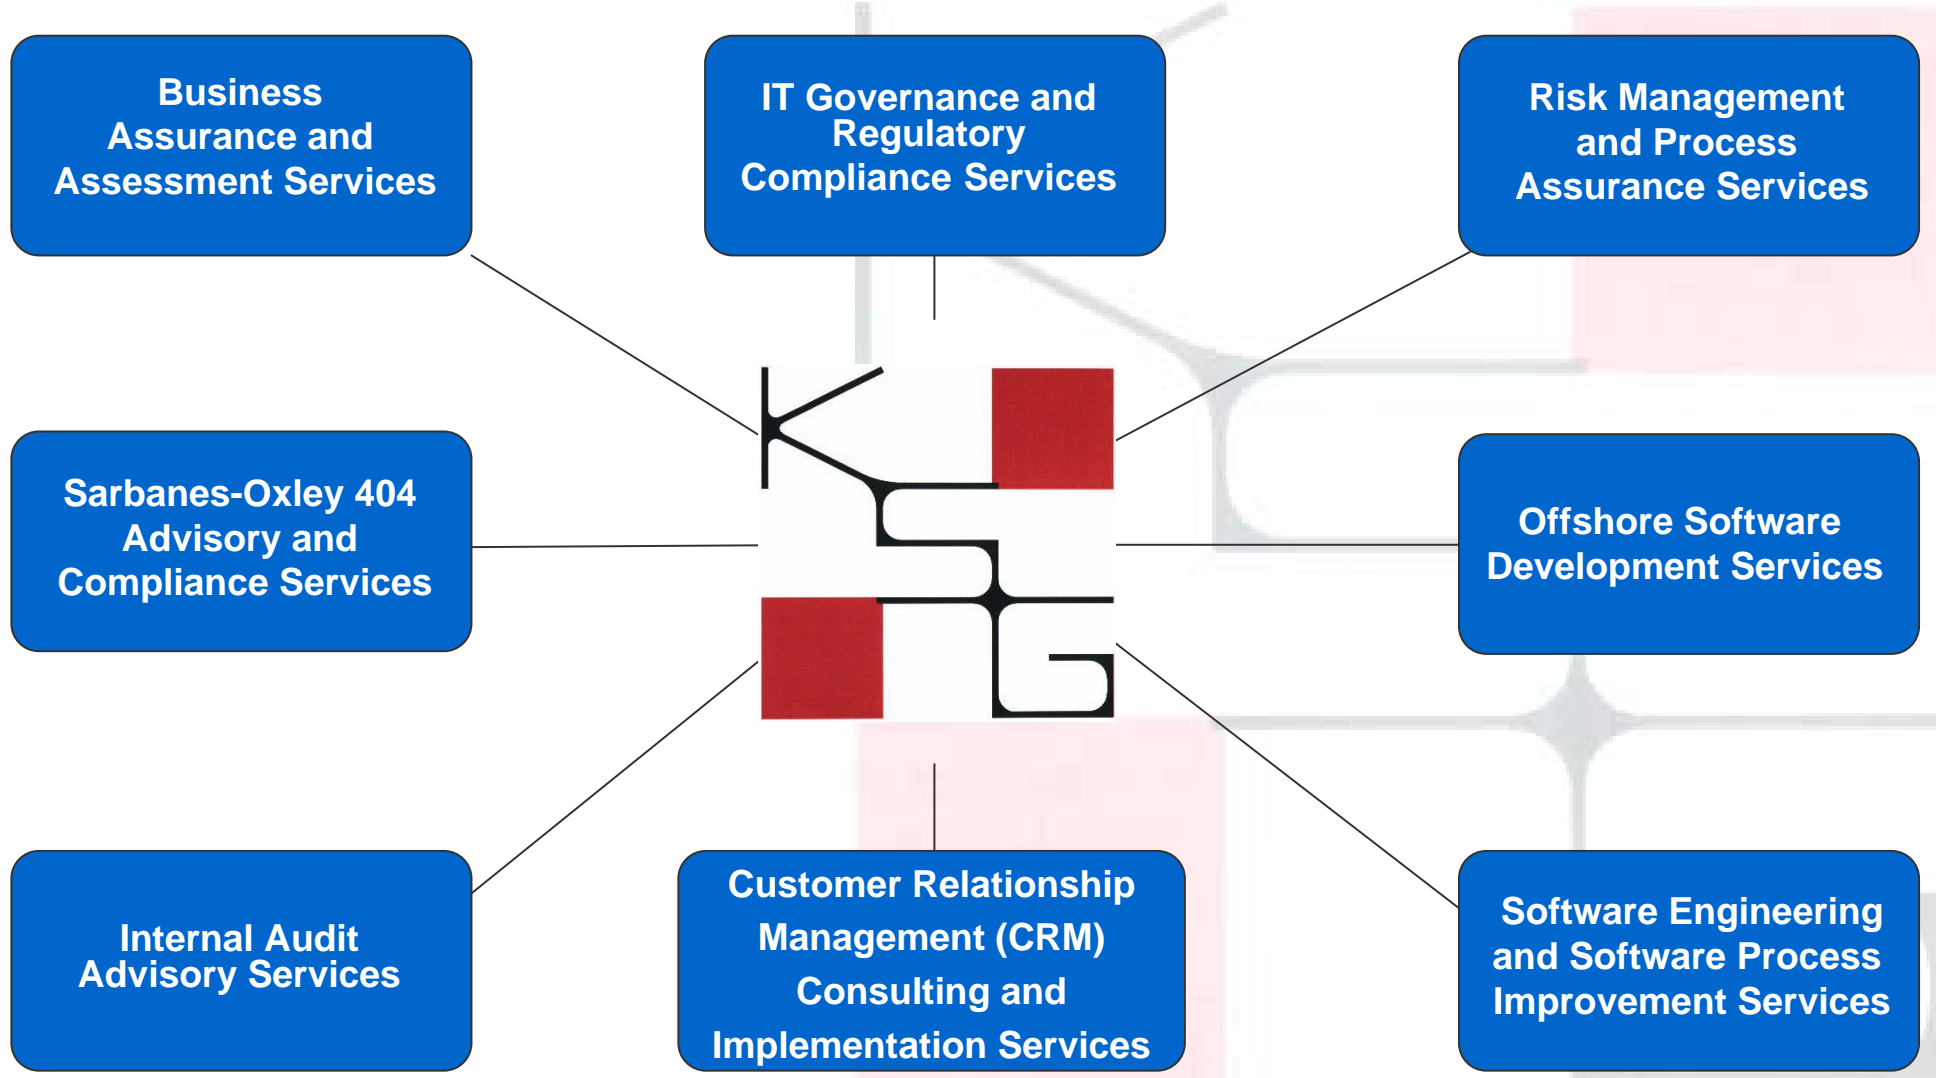 Business
Assurance and
Assessment Services
IT Governance and
Regulatory
Compliance Services
Risk Management
and Process
Assurance Services
Sarbanes-Oxley 404
Advisory and
Compliance Services
KSG
Offshore Software
Development Services
Internal Audit
Advisory Services
Customer Relationship
Management (CRM)
Consulting and
Implementation Services
Software Engineering
and Software Process
Improvement Services